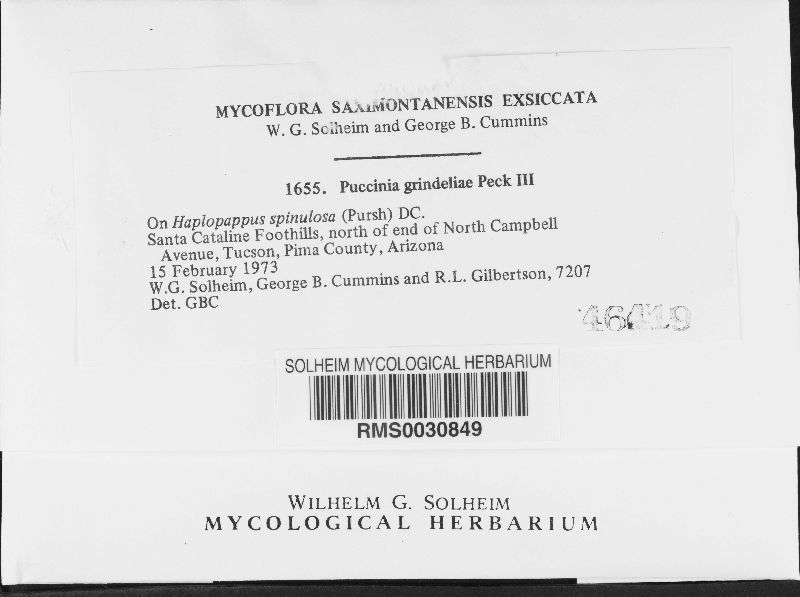 MYCOFLORA SAXIMONTANENSIS EXSICCATA
W. G. Solheim and George B. Cummins
1655. Puccinia grindeliae Peck III
On Haplopappus spinulosa (Pursh) DC.
Santa Cataline Foothills, north of end of North Campbell
Avenue, Tucson, Pima County, Arizona
15 February 1973
W.G. Solheim, George B. Cummins and R.L. Gilbertson, 7207
Det. GBC
46419
SOLHEIM MYCOLOGICAL HERBARIUM
RMS0030849
WILHELM G. SOLHEIM
MYCOLOGICAL HERBARIUM